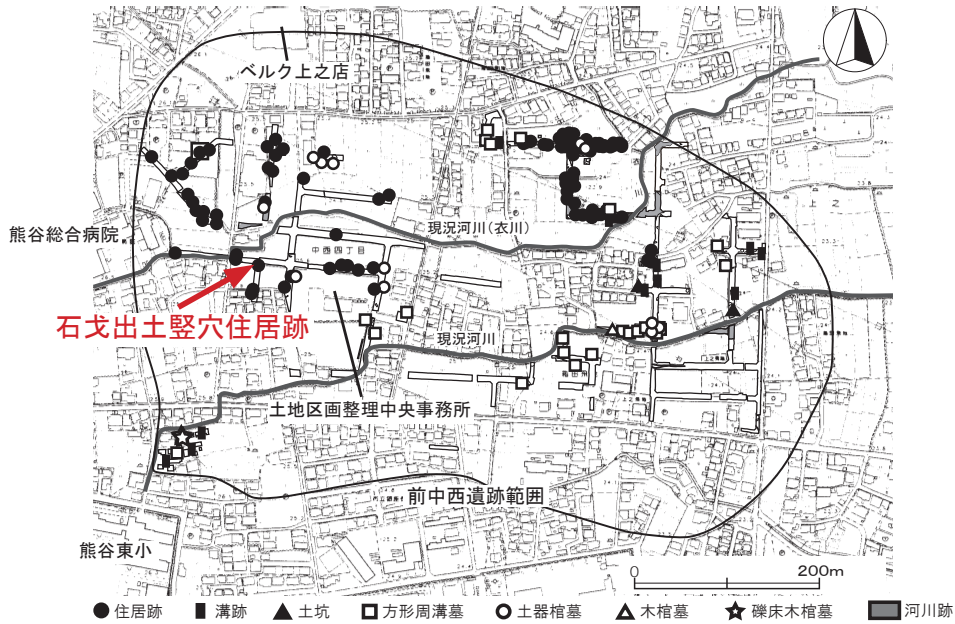 ベルク上之店
熊谷総合病院
現況河川(衣川)
中西四丁目
上之
石戈出土竪穴住居跡
現況河川
箱田
土地区画整理中央事務所
前中西遺跡範囲
熊谷東小
0 200m
住居跡 溝跡 土坑 方形周溝墓 土器棺墓 木棺墓 礫床木棺墓 河川跡